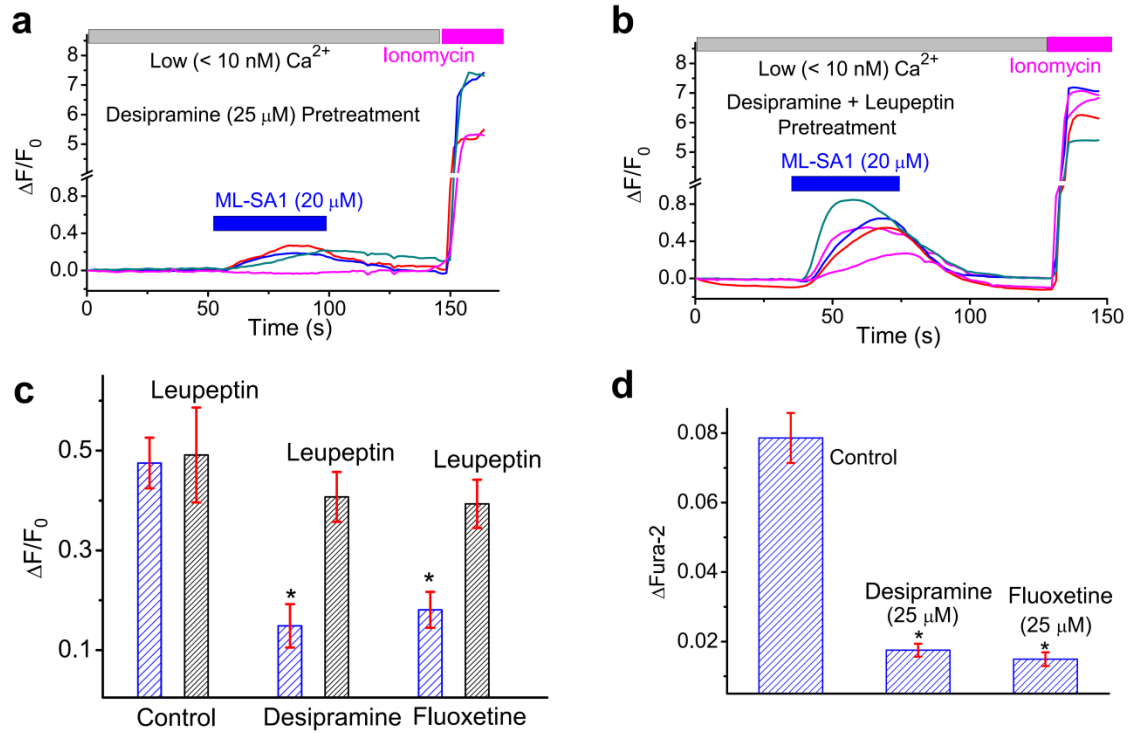 a
Ionomycin
Low (< 10 nM) Ca2+
Desipramine (25 μM) Pretreatment
ML-SA1 (20 μM)
ΔF/F0
7
6
5
0.8
0.4
0.0
0
50
100
150
Time (s)
b
Low (< 10 nM) Ca2+
Ionomycin
Desipramine + Leupeptin
Pretreatment
ML-SA1 (20 μM)
ΔF/F0
8
7
6
5
0.8
0.4
0.0
0
50
100
150
Time (s)
c
Leupeptin
Leupeptin
Leupeptin
ΔF/F0
0.5
0.3
0.1
*
*
Control
Desipramine
Fluoxetine
d
ΔFura-2
0.08
0.06
0.04
0.02
Control
Desipramine
(25 μM)
*
Fluoxetine
(25 μM)
*